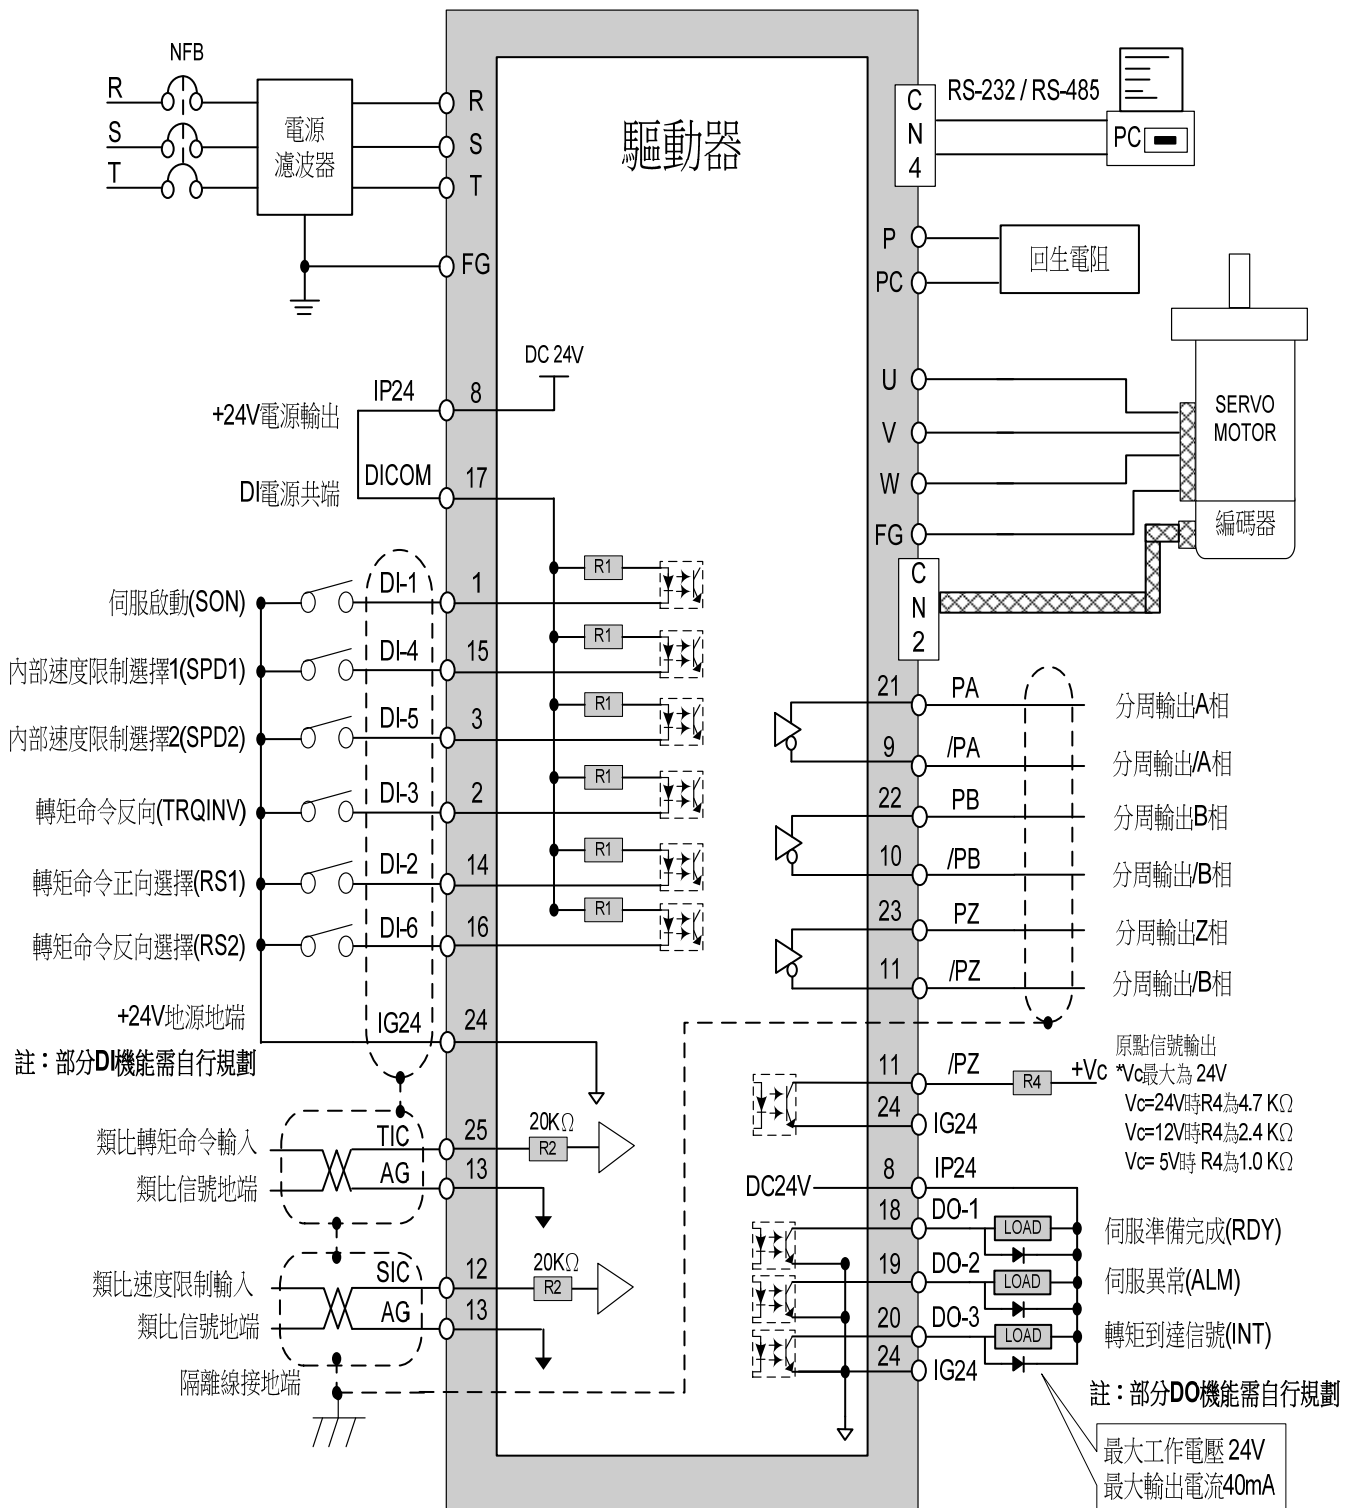 NFB
R
S
T
電源
濾波器
R
S
T
FG
驅動器
C
N
4
RS-232 / RS-485
PC
P
PC
回生電阻
U
V
W
FG
SERVO
MOTOR
編碼器
C
N
2
DC 24V
+24V電源輸出
IP24
8
DI電源共端
DICOM
17
伺服啟動(SON)
DI-1
1
R1
內部速度限制選擇1(SPD1)
DI-4
15
R1
內部速度限制選擇2(SPD2)
DI-5
3
R1
轉矩命令反向(TRQINV)
DI-3
2
R1
轉矩命令正向選擇(RS1)
DI-2
14
R1
轉矩命令反向選擇(RS2)
DI-6
16
R1
+24V地源地端
IG24
24
註：部分DI機能需自行規劃
類比轉矩命令輸入
TIC
25
20KΩ
R2
類比信號地端
AG
13
類比速度限制輸入
SIC
12
20KΩ
R2
類比信號地端
AG
13
隔離線接地端
21
PA
分周輸出A相
9
/PA
分周輸出/A相
22
PB
分周輸出B相
10
/PB
分周輸出/B相
23
PZ
分周輸出Z相
11
/PZ
分周輸出/B相
11
/PZ
R4
+Vc
24
IG24
原點信號輸出
*Vc最大為 24V
Vc=24V時R4為4.7 KΩ
Vc=12V時R4為2.4 KΩ
Vc= 5V時 R4為1.0 KΩ
DC24V
8
IP24
18
DO-1
LOAD
伺服準備完成(RDY)
19
DO-2
LOAD
伺服異常(ALM)
20
DO-3
LOAD
轉矩到達信號(INT)
24
IG24
註：部分DO機能需自行規劃
最大工作電壓 24V
最大輸出電流40mA